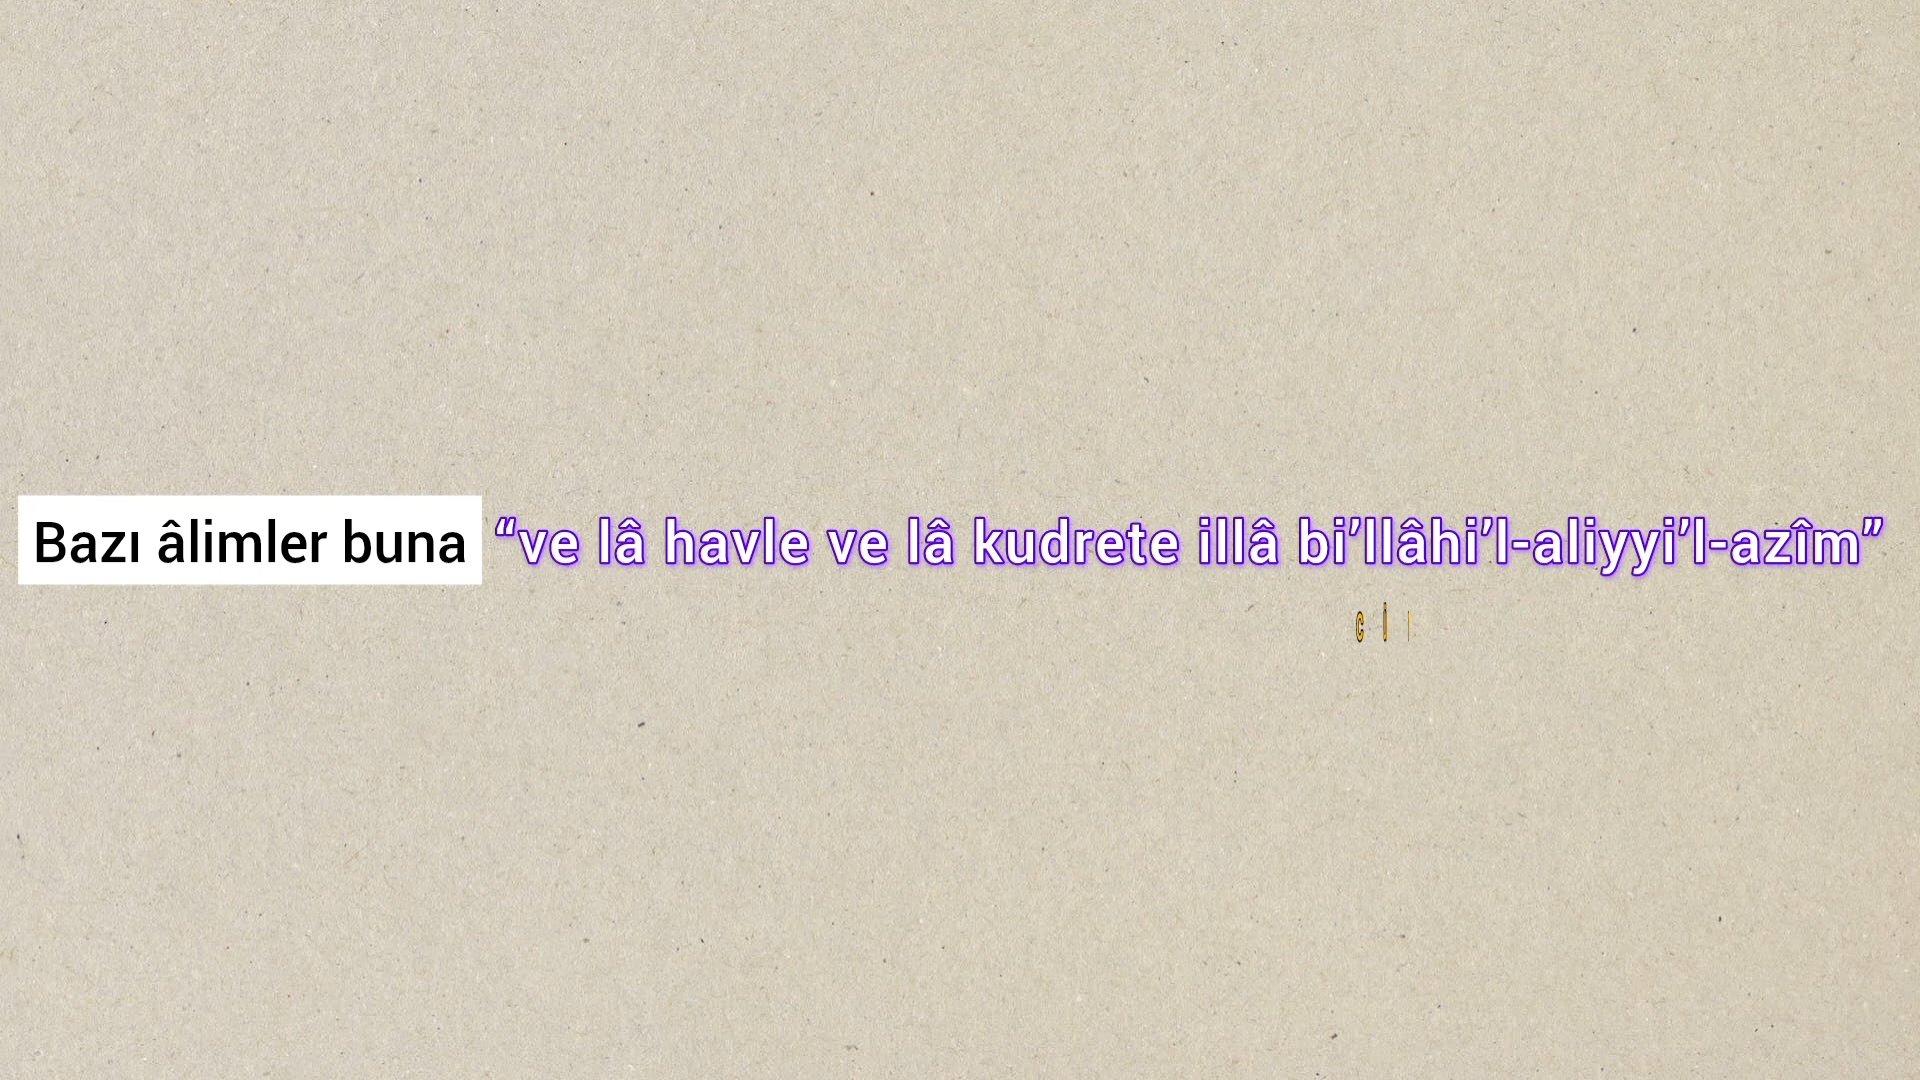 Bazı âlimler buna “ve lâ havle ve lâ kudrete illâ bi’llâhi’l-aliyyi’l-azîm”